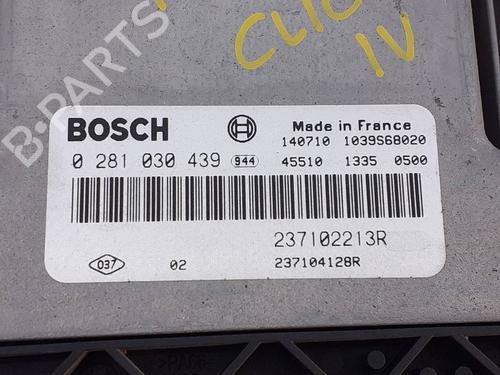 CLIO
IV
B-PARTS
BOSCH
Made in France
140710 1039S68020
0 281 030 439 944 45510 1335 0500
237102213R
037 02 237104128R